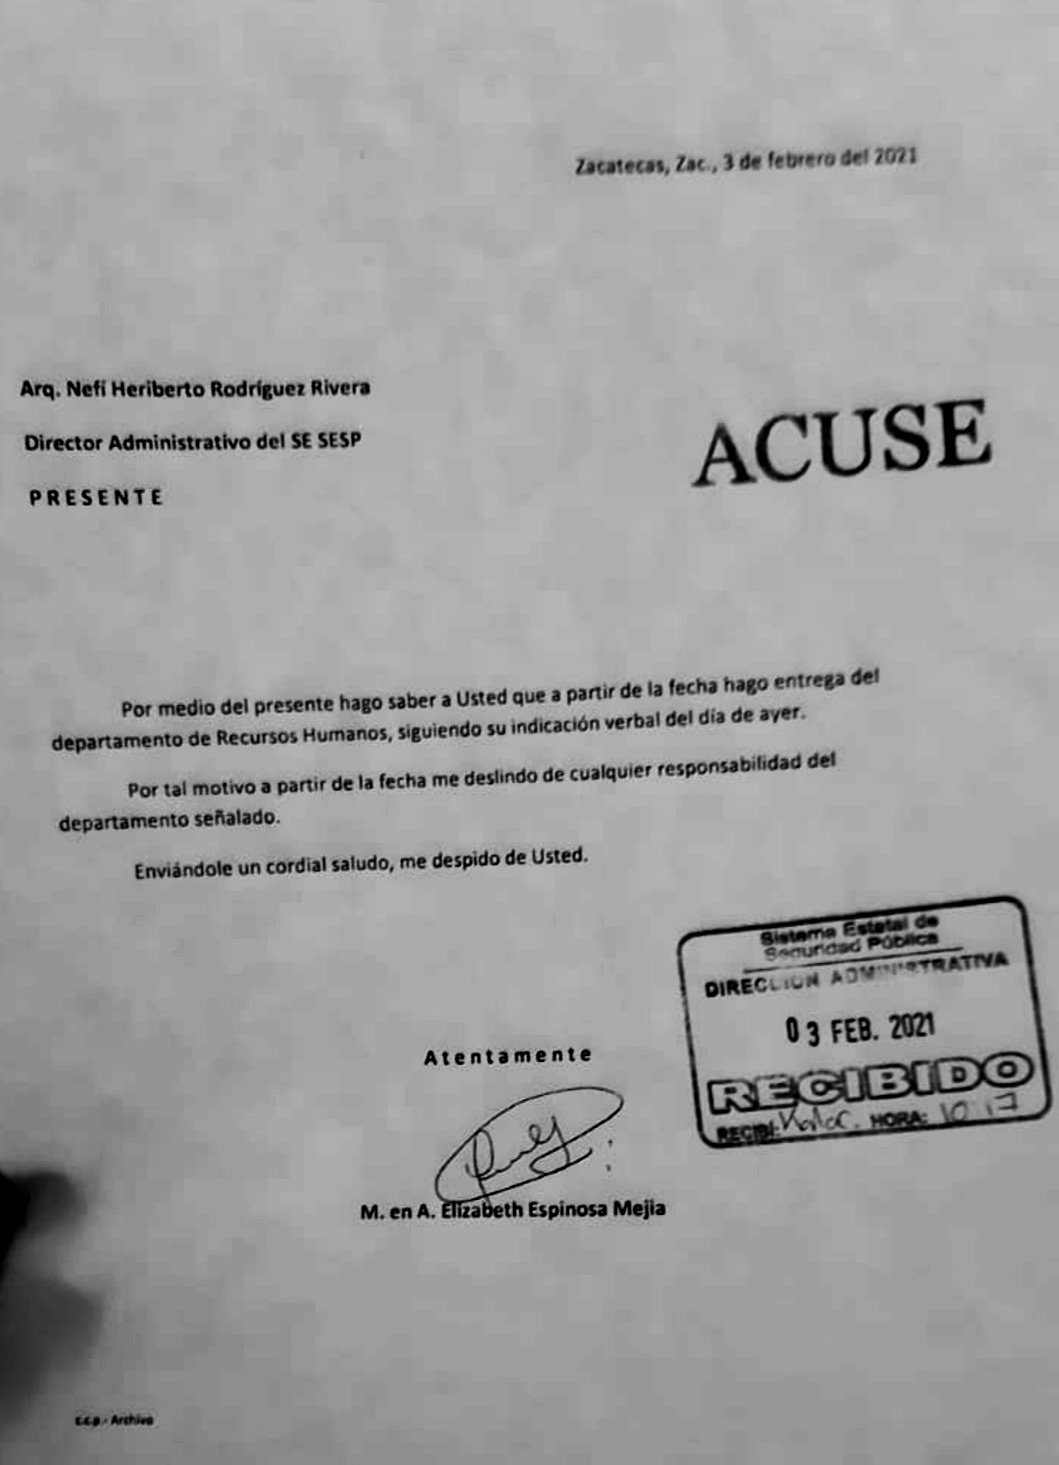 Zacatecas, Zac., 3 de febrero del 2021
Arq. Nefi Heriberto Rodríguez Rivera
Director Administrativo del SE SESP
PRESENTE
ACUSE
Por medio del presente hago saber a Usted que a partir de la fecha hago entrega del
departamento de Recursos Humanos, siguiendo su indicación verbal del día de ayer.
Por tal motivo a partir de la fecha me deslindo de cualquier responsabilidad del
departamento señalado.
Enviándole un cordial saludo, me despido de Usted.
Sistema Estatal de
Seguridad Pública
DIRECCION ADMINISTRATIVA
03 FEB. 2021
RECIBIDO
RECIBI: HORA: 10:17
Atentamente
M. en A. Elizabeth Espinosa Mejia
c.c.p.- Archivo